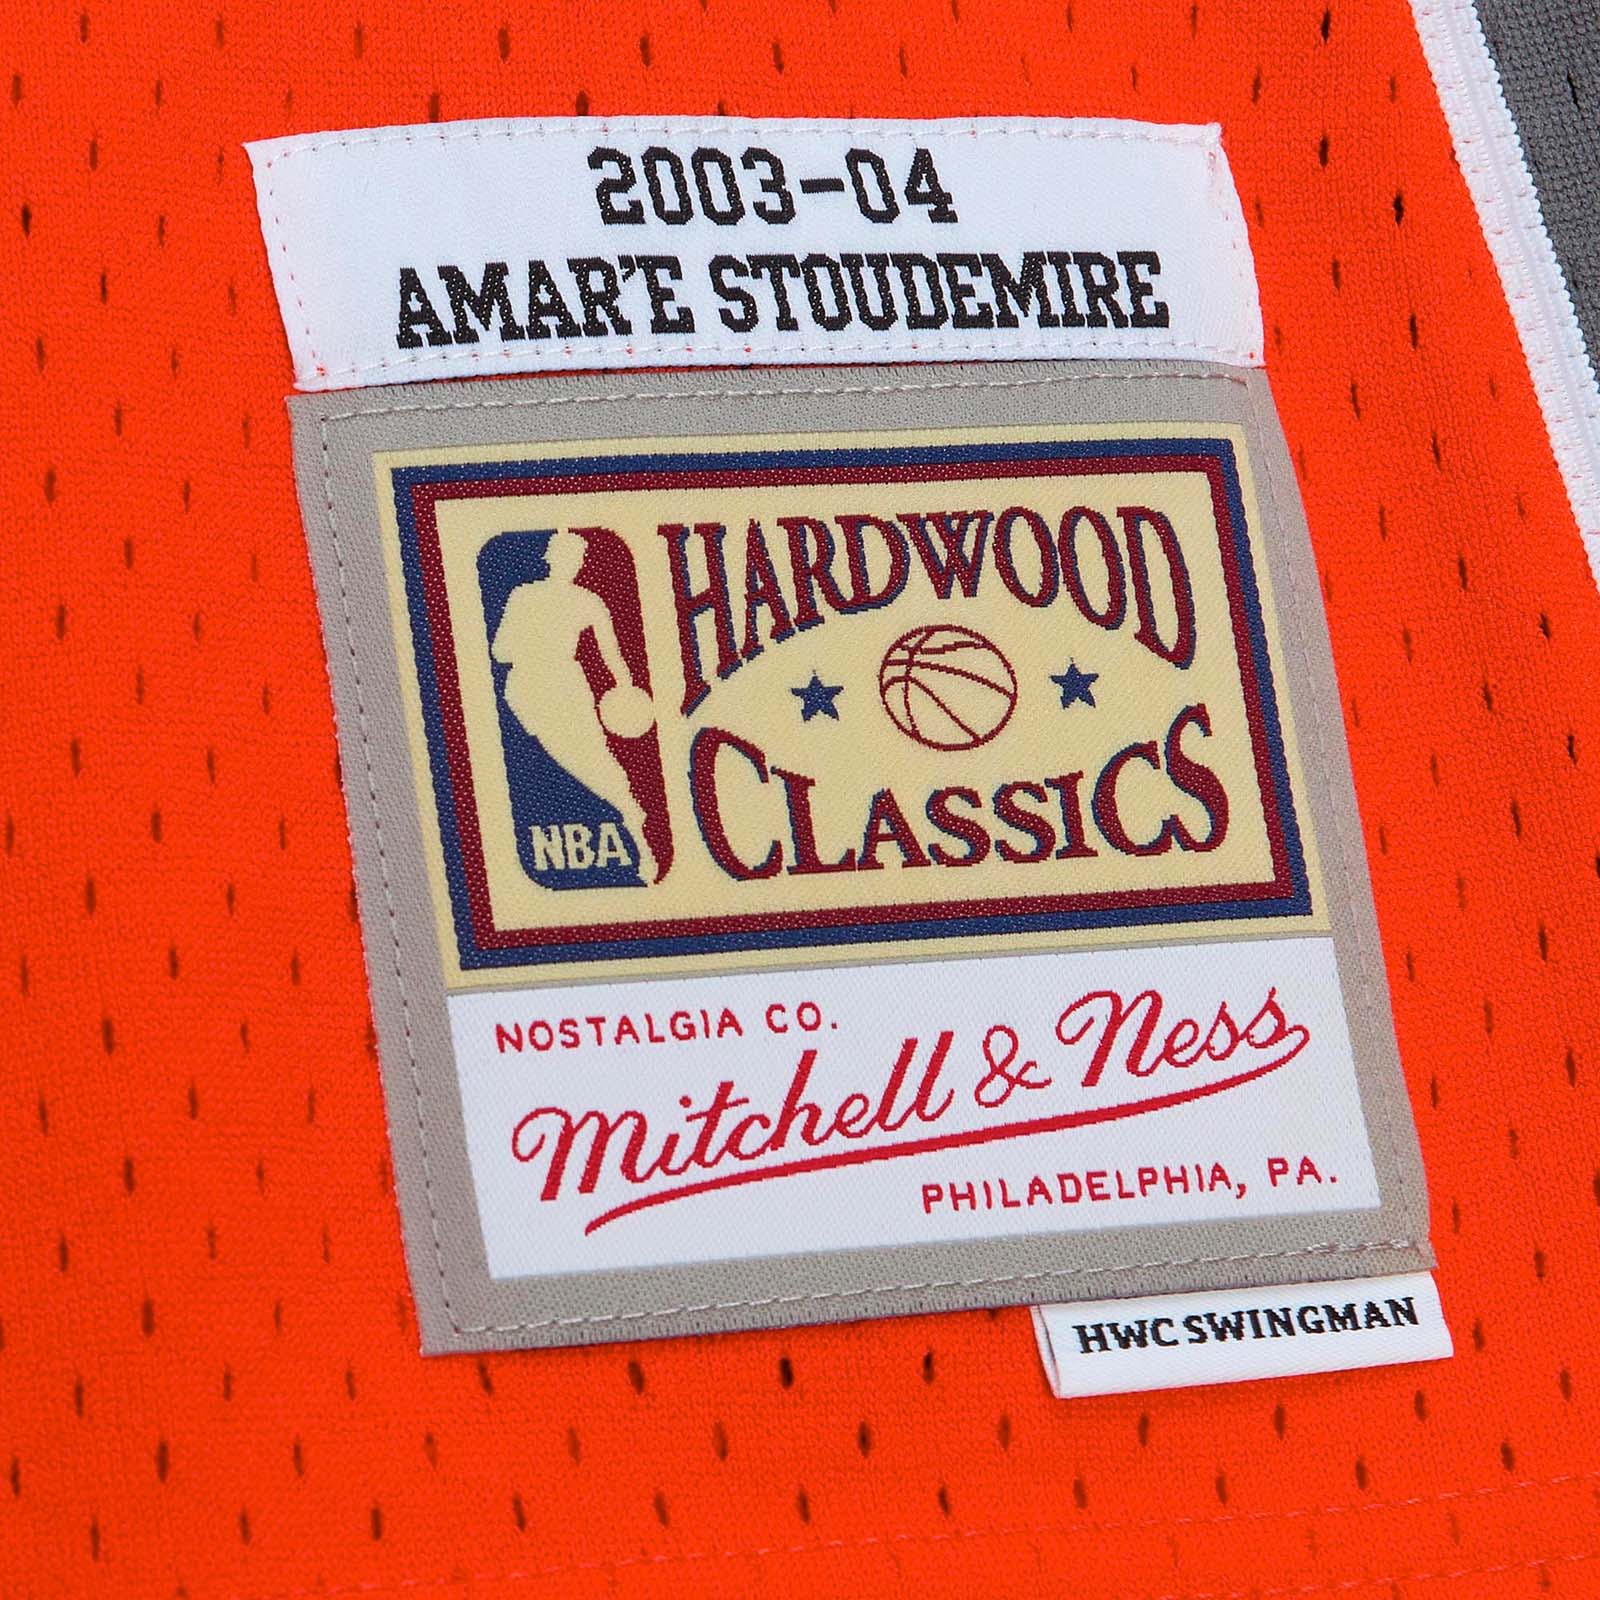 2003-04
AMAR'E STOUDEMIRE
HARDWOOD
CLASSICS
NBA
NOSTALGIA CO.
Mitchell & Ness
PHILADELPHIA, PA.
HWC SWINGMAN